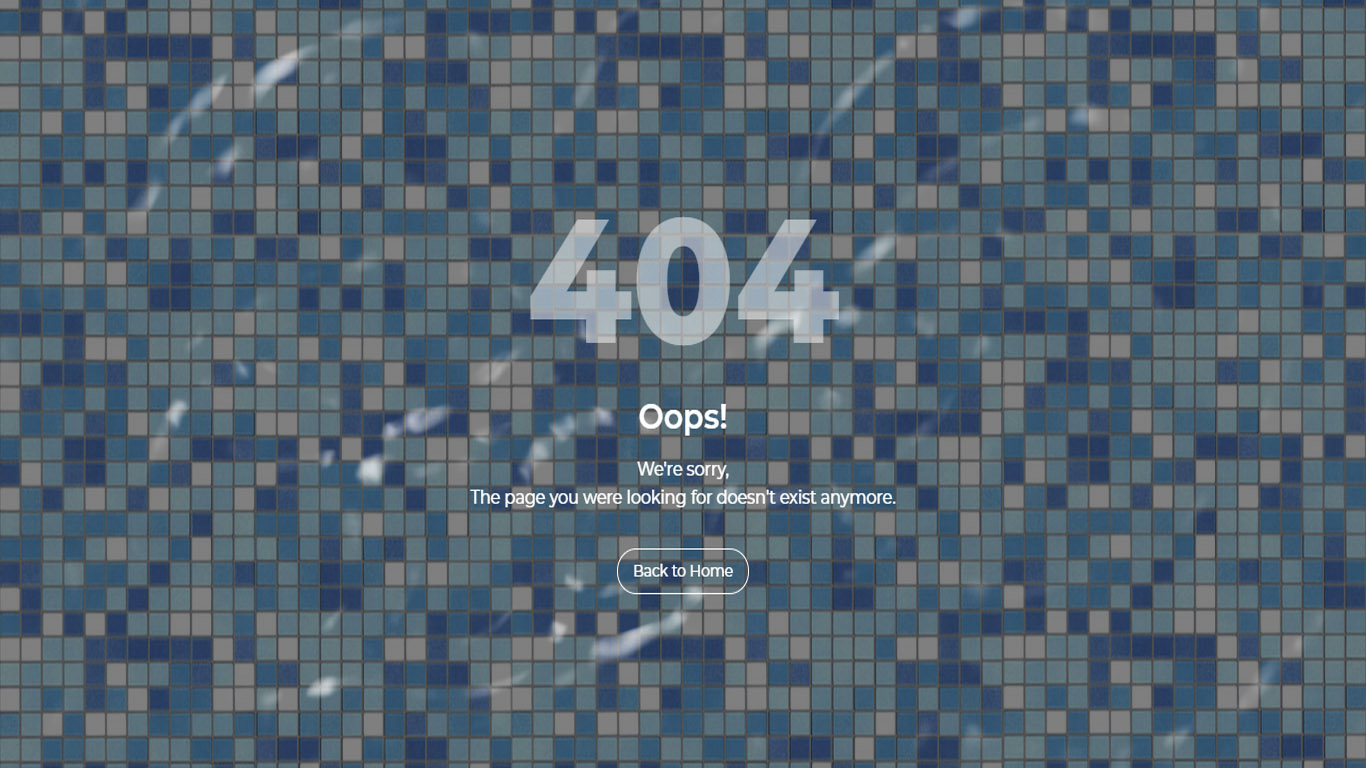 404
Oops!
We're sorry,
The page you were looking for doesn't exist anymore.
Back to Home